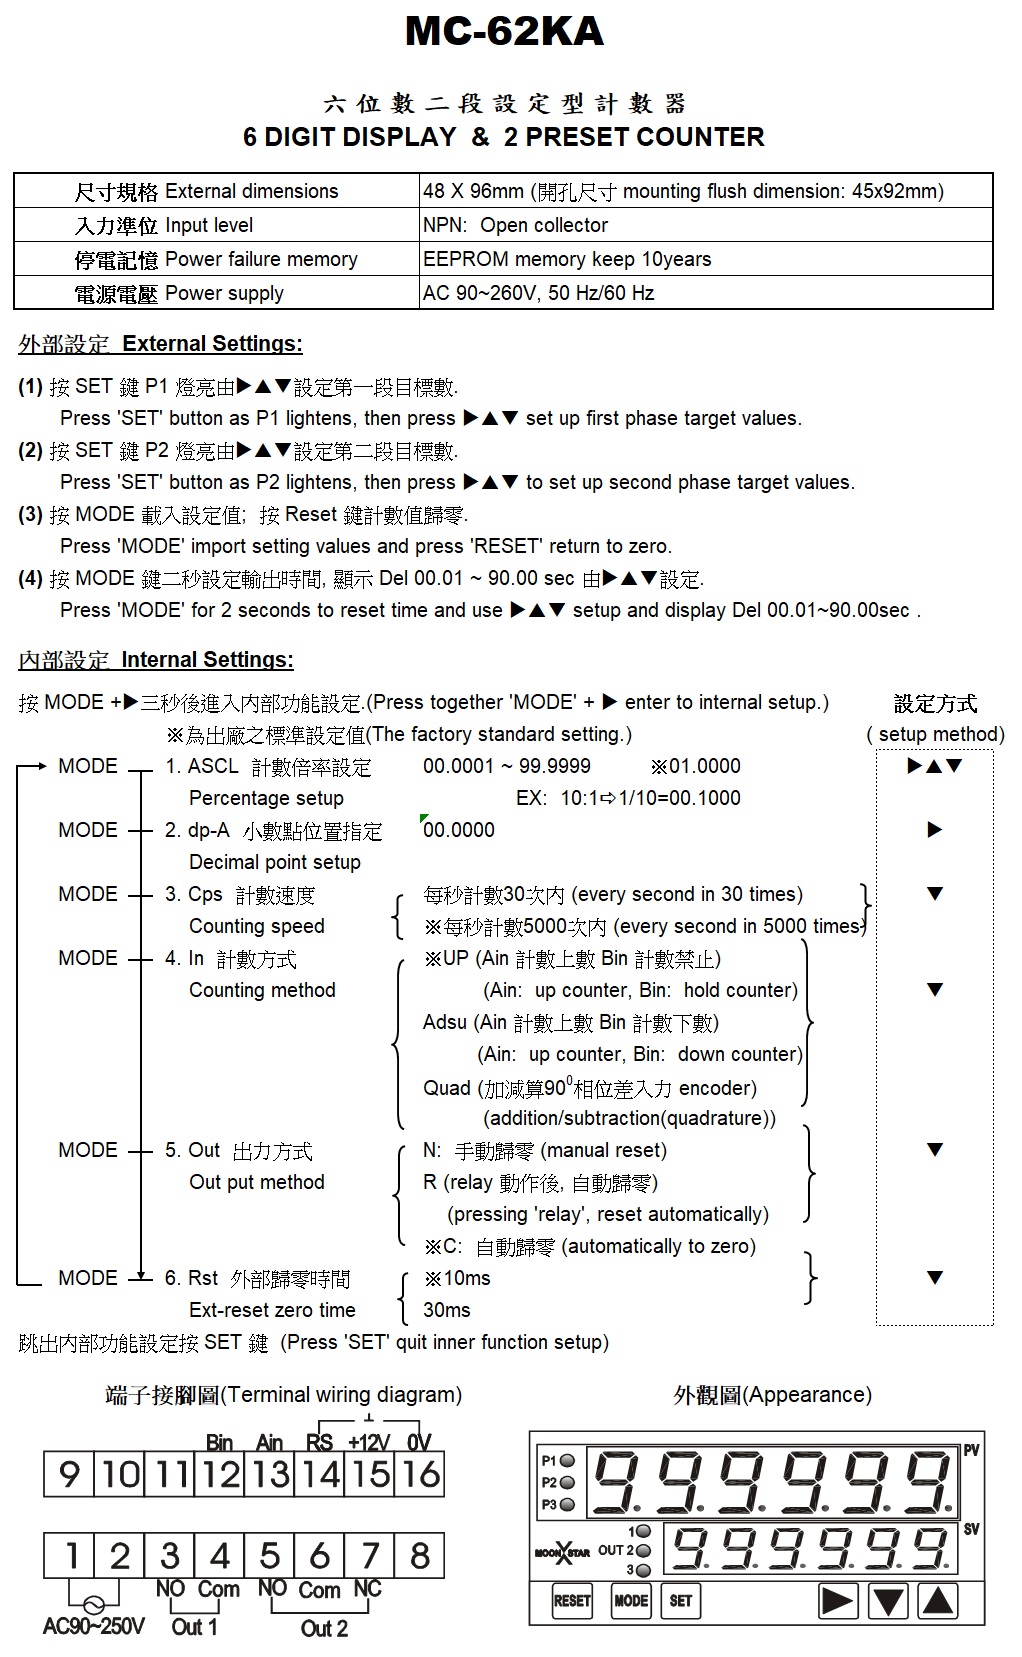 MC-62KA
六位數二段設定型計數器
6 DIGIT DISPLAY & 2 PRESET COUNTER
尺寸規格 External dimensions 48 X 96mm (開孔尺寸 mounting flush dimension: 45x92mm)
入力準位 Input level NPN: Open collector
停電記憶 Power failure memory EEPROM memory keep 10years
電源電壓 Power supply AC 90~260V, 50 Hz/60 Hz
外部設定 External Settings:
(1) 按 SET 鍵 P1 燈亮由▶▲▼設定第一段目標數.
Press 'SET' button as P1 lightens, then press ▶▲▼ set up first phase target values.
(2) 按 SET 鍵 P2 燈亮由▶▲▼設定第二段目標數.
Press 'SET' button as P2 lightens, then press ▶▲▼ to set up second phase target values.
(3) 按 MODE 載入設定值; 按 Reset 鍵計數值歸零.
Press 'MODE' import setting values and press 'RESET' return to zero.
(4) 按 MODE 鍵二秒設定輸出時間, 顯示 Del 00.01 ~ 90.00 sec 由▶▲▼設定.
Press 'MODE' for 2 seconds to reset time and use ▶▲▼ setup and display Del 00.01~90.00sec .
內部設定 Internal Settings:
按 MODE +▶三秒後進入內部功能設定.(Press together 'MODE' + ▶ enter to internal setup.) 設定方式
※為出廠之標準設定值(The factory standard setting.) ( setup method)
MODE 1. ASCL 計數倍率設定 00.0001 ~ 99.9999 ※01.0000 ▶▲▼
Percentage setup EX: 10:1⇨1/10=00.1000
MODE 2. dp-A 小數點位置指定 00.0000 ▶
Decimal point setup
MODE 3. Cps 計數速度 每秒計數30次內 (every second in 30 times) ▼
Counting speed ※每秒計數5000次內 (every second in 5000 times)
MODE 4. In 計數方式 ※UP (Ain 計數上數 Bin 計數禁止)
Counting method (Ain: up counter, Bin: hold counter) ▼
Adsu (Ain 計數上數 Bin 計數下數)
(Ain: up counter, Bin: down counter)
Quad (加減算90⁰相位差入力 encoder)
(addition/subtraction(quadrature))
MODE 5. Out 出力方式 N: 手動歸零 (manual reset) ▼
Out put method R (relay 動作後, 自動歸零)
(pressing 'relay', reset automatically)
※C: 自動歸零 (automatically to zero)
MODE 6. Rst 外部歸零時間 ※10ms ▼
Ext-reset zero time 30ms
跳出內部功能設定按 SET 鍵 (Press 'SET' quit inner function setup)
端子接腳圖(Terminal wiring diagram) 外觀圖(Appearance)
Bin Ain RS +12V 0V
9 10 11 12 13 14 15 16
1 2 3 4 5 6 7 8
NO Com NO Com NC
AC90~250V Out 1 Out 2
P1 P2 P3 9.9.9.9.9.9. PV
MOON STAR OUT 1 2 3 9.9.9.9.9.9. SV
RESET MODE SET ▶ ▼ ▲